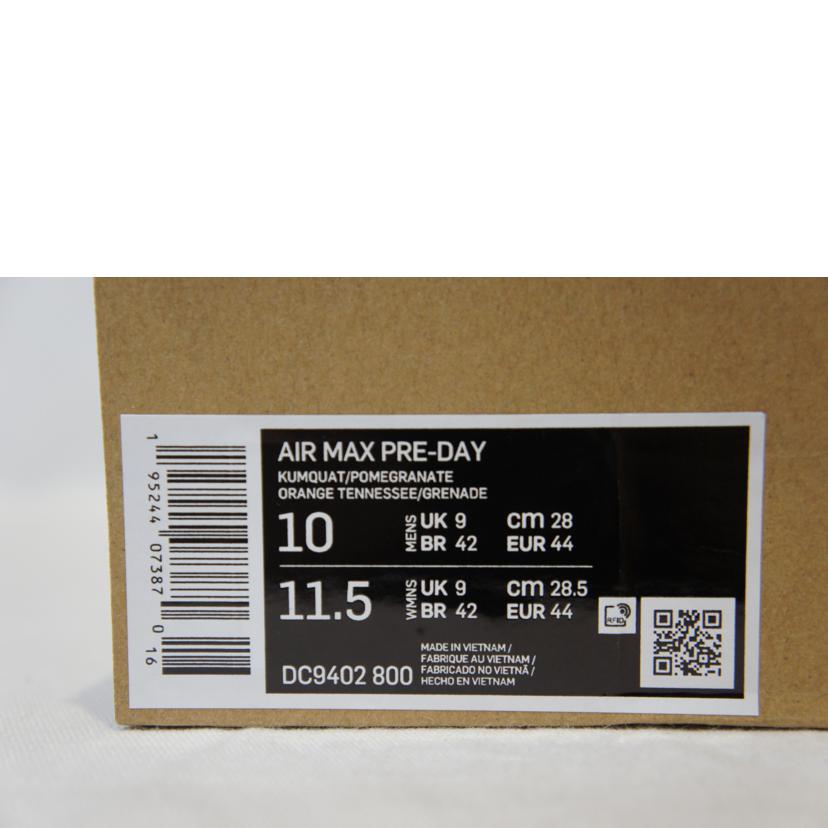 AIR MAX PRE-DAY
KUMQUAT/POMEGRANATE
ORANGE TENNESSEE/GRENADE
10 MENS UK 9 cm 28
BR 42 EUR 44
11.5 WMNS UK 9 cm 28.5
BR 42 EUR 44
RFID
DC9402 800
MADE IN VIETNAM /
FABRIQUE AU VIETNAM /
FABRICADO NO VIETNÃ /
HECHO EN VIETNAM
1 95244 07387 0 16